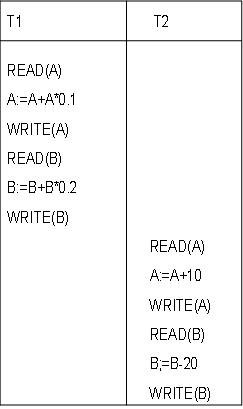 T1 T2
READ(A)
A:=A+A*0.1
WRITE(A)
READ(B)
B:=B+B*0.2
WRITE(B)
READ(A)
A:=A+10
WRITE(A)
READ(B)
B;=B-20
WRITE(B)